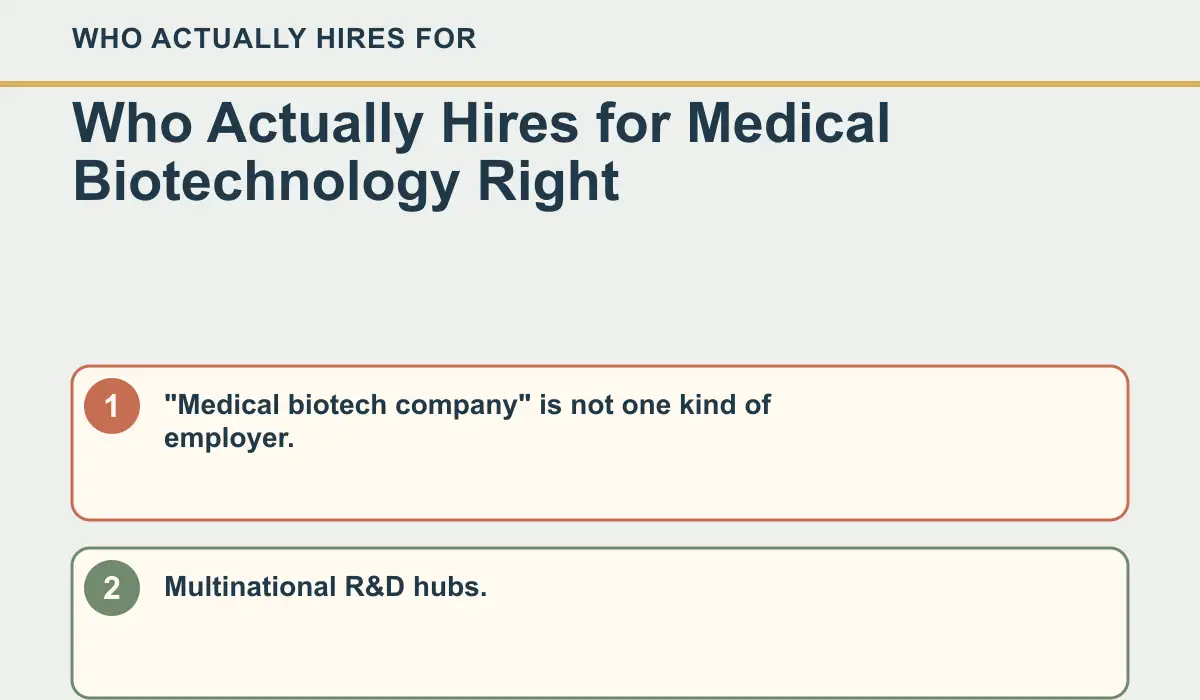 WHO ACTUALLY HIRES FOR
Who Actually Hires for Medical
Biotechnology Right
1
"Medical biotech company" is not one kind of
employer.
2
Multinational R&D hubs.